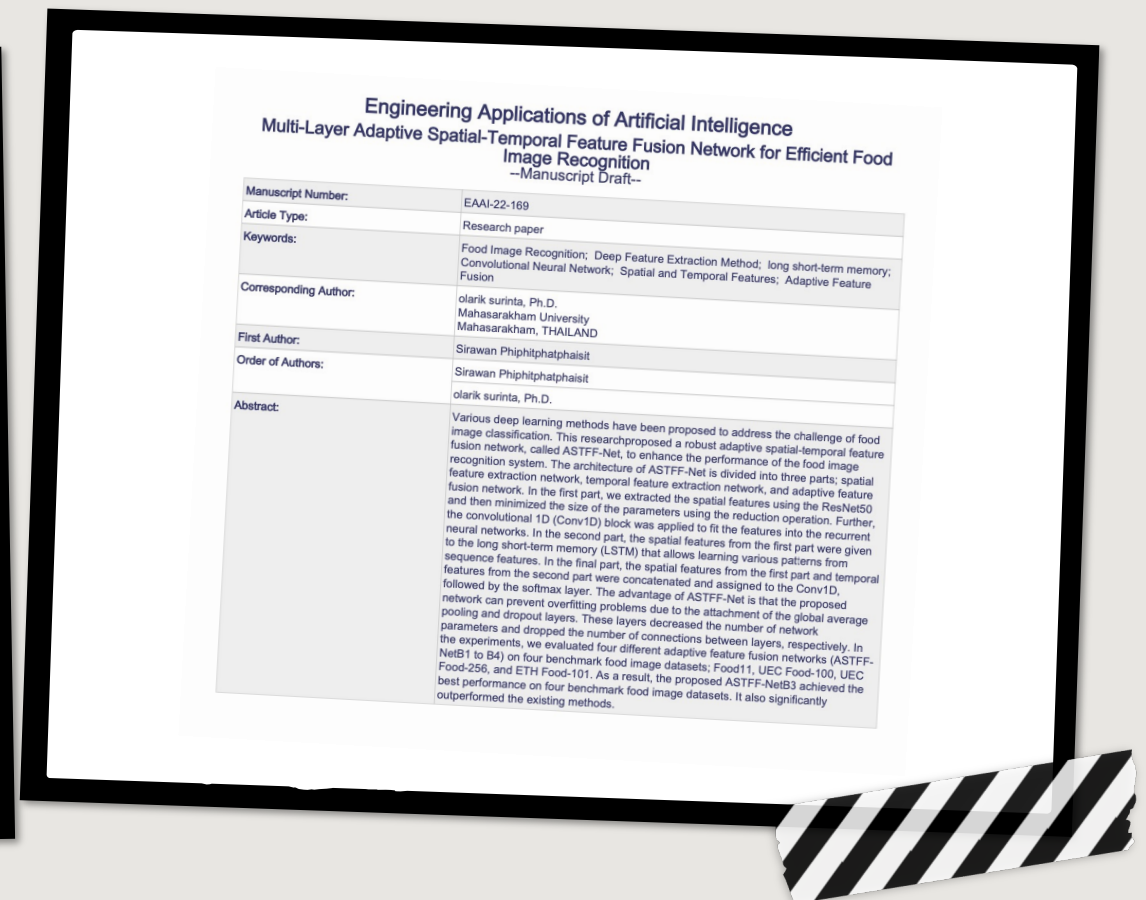 Engineering Applications of Artificial Intelligence
Multi-Layer Adaptive Spatial-Temporal Feature Fusion Network for Efficient Food
Image Recognition
--Manuscript Draft--
Manuscript Number:
EAAI-22-169
Article Type:
Research paper
Keywords:
Food Image Recognition; Deep Feature Extraction Method; long short-term memory;
Convolutional Neural Network; Spatial and Temporal Features; Adaptive Feature
Fusion
Corresponding Author:
olarik surinta, Ph.D.
Mahasarakham University
Mahasarakham, THAILAND
First Author:
Sirawan Phiphitphatphaisit
Order of Authors:
Sirawan Phiphitphatphaisit
olarik surinta, Ph.D.
Abstract:
Various deep learning methods have been proposed to address the challenge of food
image classification. This researchproposed a robust adaptive spatial-temporal feature
fusion network, called ASTFF-Net, to enhance the performance of the food image
recognition system. The architecture of ASTFF-Net is divided into three parts; spatial
feature extraction network, temporal feature extraction network, and adaptive feature
fusion network. In the first part, we extracted the spatial features using the ResNet50
and then minimized the size of the parameters using the reduction operation. Further,
the convolutional 1D (Conv1D) block was applied to fit the features into the recurrent
neural networks. In the second part, the spatial features from the first part were given
to the long short-term memory (LSTM) that allows learning various patterns from
sequence features. In the final part, the spatial features from the first part and temporal
features from the second part were concatenated and assigned to the Conv1D,
followed by the softmax layer. The advantage of ASTFF-Net is that the proposed
network can prevent overfitting problems due to the attachment of the global average
pooling and dropout layers. These layers decreased the number of network
parameters and dropped the number of connections between layers, respectively. In
the experiments, we evaluated four different adaptive feature fusion networks (ASTFF-
NetB1 to B4) on four benchmark food image datasets; Food11, UEC Food-100, UEC
Food-256, and ETH Food-101. As a result, the proposed ASTFF-NetB3 achieved the
best performance on four benchmark food image datasets. It also significantly
outperformed the existing methods.